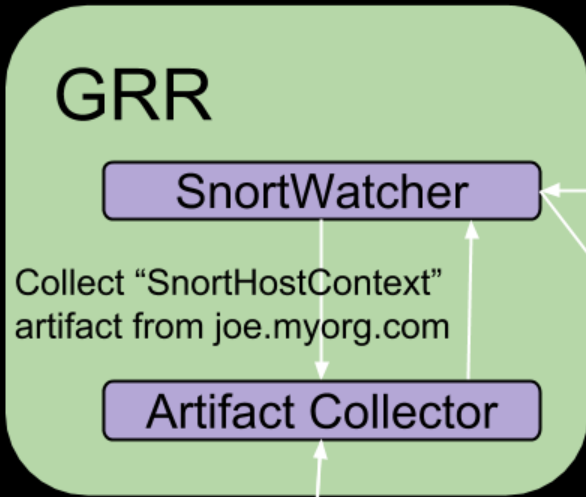 GRR
SnortWatcher
Collect “SnortHostContext”
artifact from joe.myorg.com
Artifact Collector